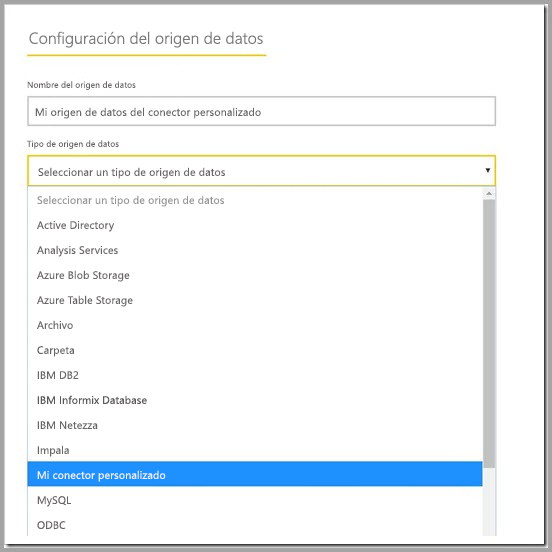 Configuración del origen de datos
Nombre del origen de datos
Mi origen de datos del conector personalizado
Tipo de origen de datos
Seleccionar un tipo de origen de datos
Seleccionar un tipo de origen de datos
Active Directory
Analysis Services
Azure Blob Storage
Azure Table Storage
Archivo
Carpeta
IBM DB2
IBM Informix Database
IBM Netezza
Impala
Mi conector personalizado
MySQL
ODBC